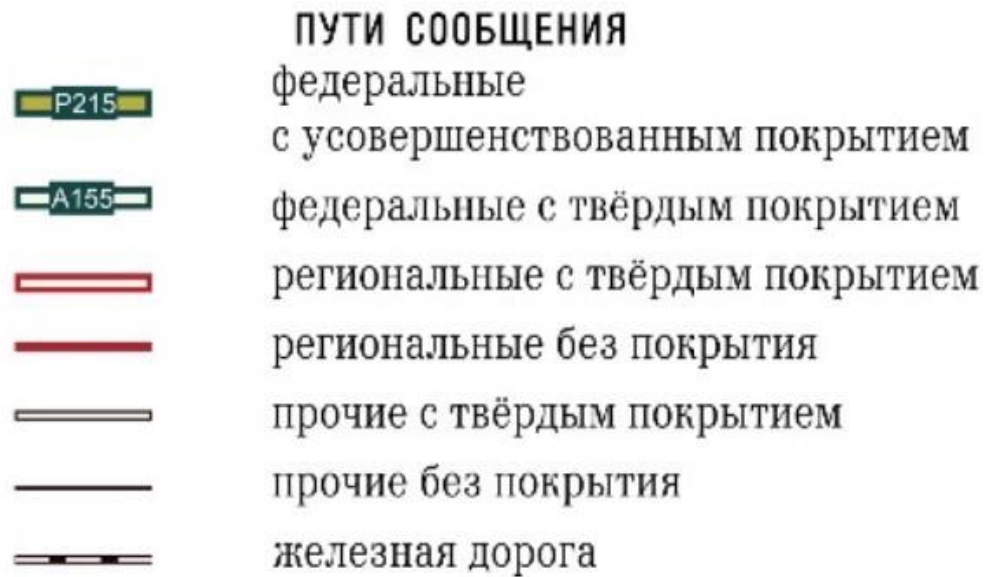 ПУТИ СООБЩЕНИЯ
федеральные
Р215
с усовершенствованным покрытием
А155
федеральные с твёрдым покрытием
региональные с твёрдым покрытием
региональные без покрытия
прочие с твёрдым покрытием
прочие без покрытия
железная дорога